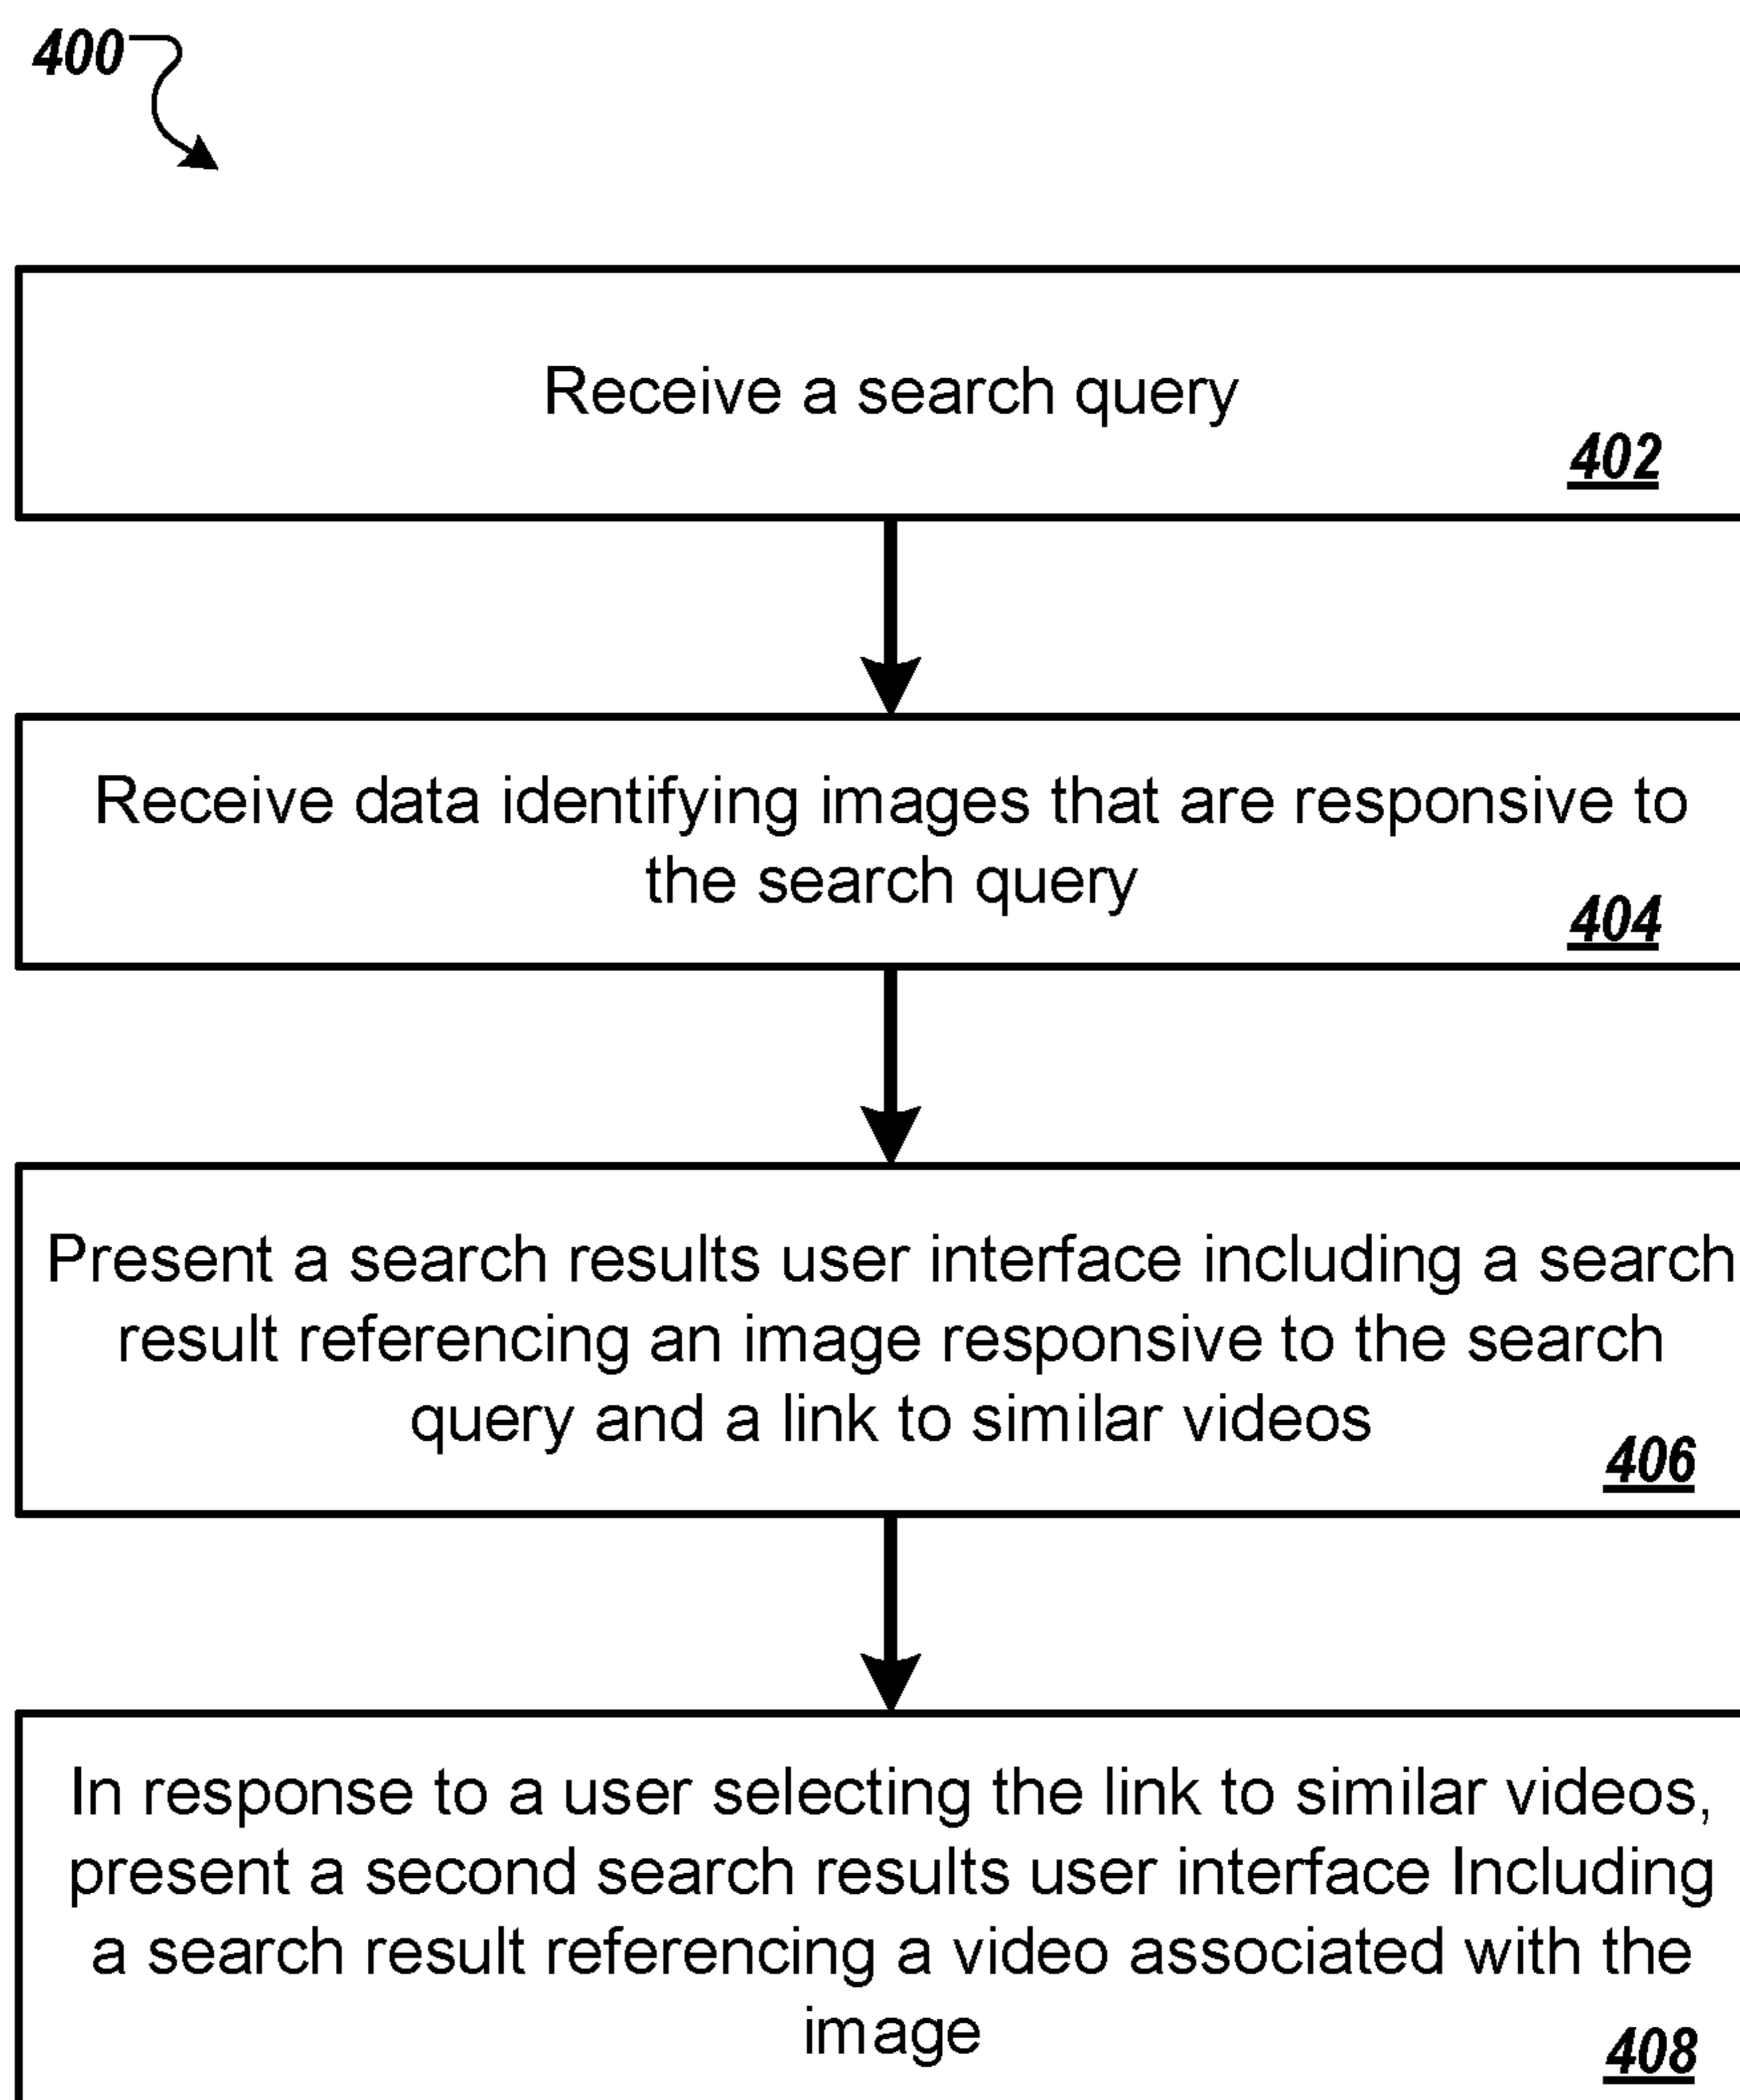 400
Receive a search query
402
Receive data identifying images that are responsive to
the search query
404
Present a search results user interface including a search
result referencing an image responsive to the search
query and a link to similar videos
406
In response to a user selecting the link to similar videos,
present a second search results user interface Including
a search result referencing a video associated with the
image
408